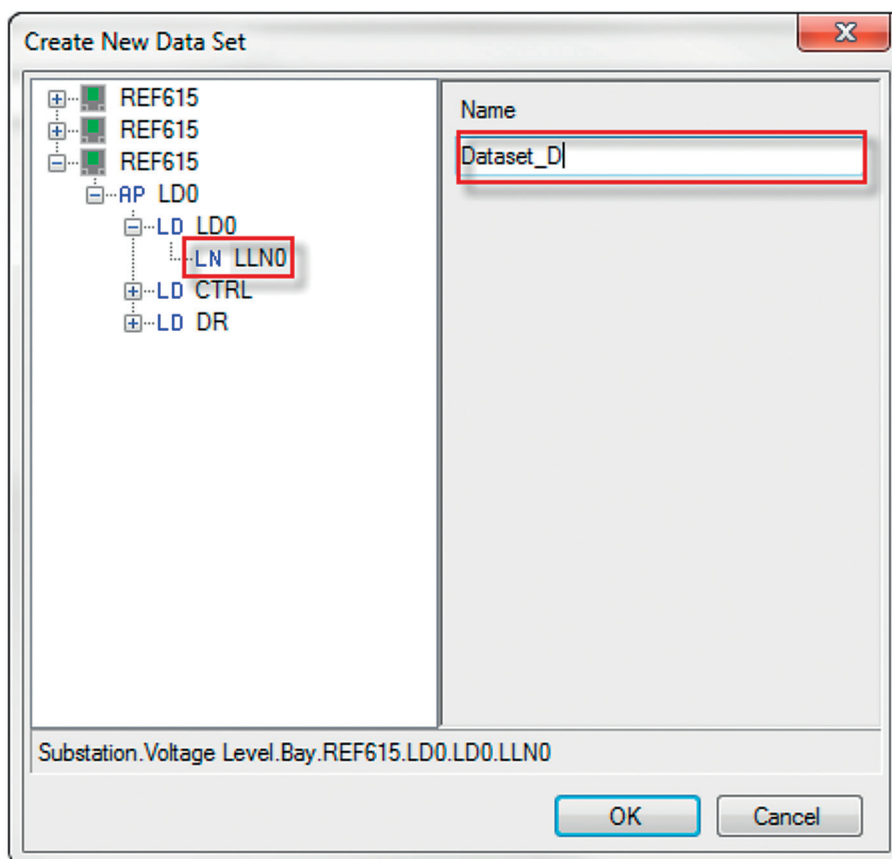 Create New Data Set
REF615
REF615
REF615
AP LD0
LD LD0
LN LLN0
LD CTRL
LD DR
Name
Dataset_D
Substation.Voltage Level.Bay.REF615.LD0.LD0.LLN0
OK
Cancel